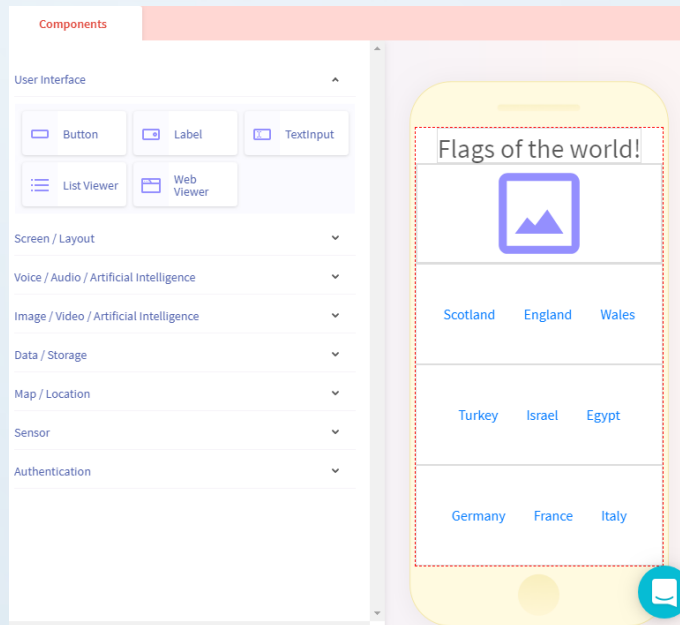 Components
User Interface
Button
Label
TextInput
List Viewer
Web
Viewer
Screen / Layout
Voice / Audio / Artificial Intelligence
Image / Video / Artificial Intelligence
Data / Storage
Map / Location
Sensor
Authentication
Flags of the world!
Scotland England Wales
Turkey Israel Egypt
Germany France Italy